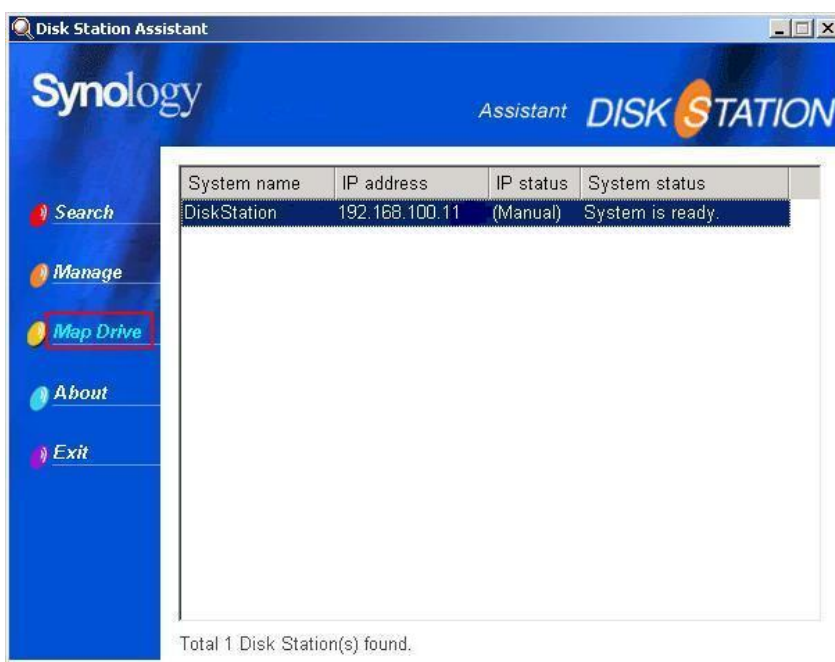 Disk Station Assistant
Synology
Assistant DISK STATION
System name IP address IP status System status
DiskStation 192.168.100.11 (Manual) System is ready.
Search
Manage
Map Drive
About
Exit
Total 1 Disk Station(s) found.